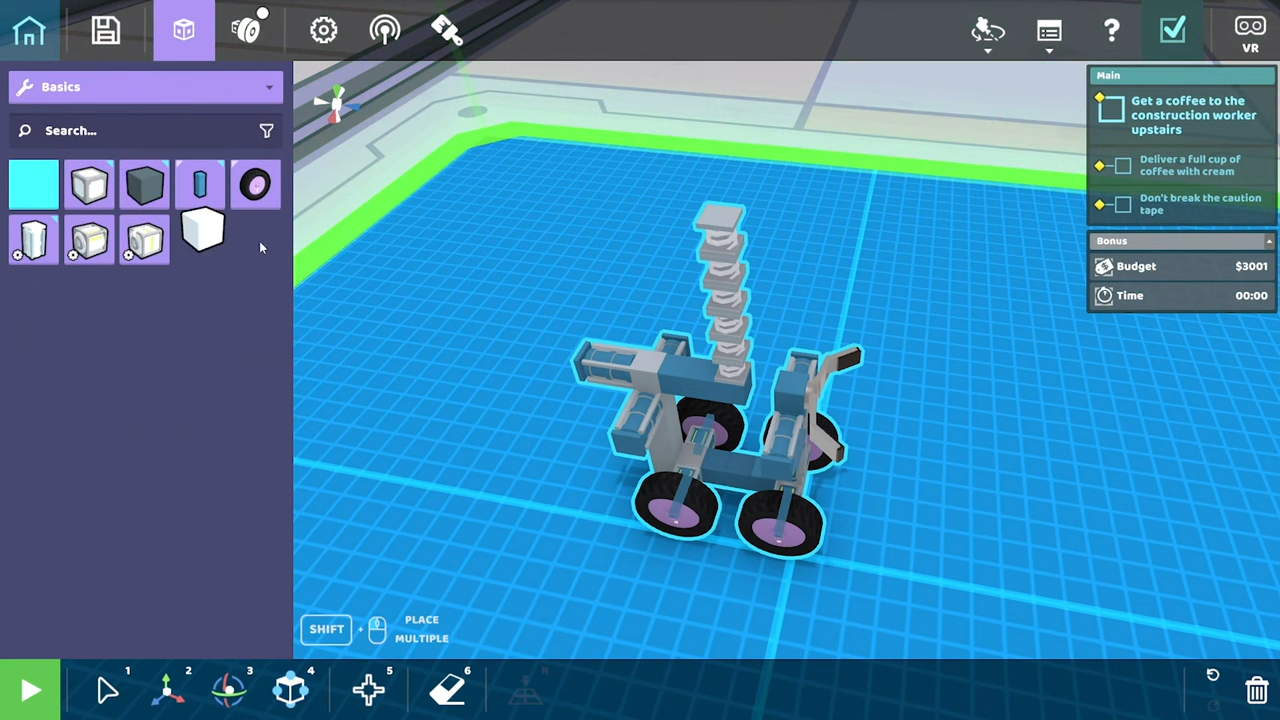 VR
Basics
Search...
Main
Get a coffee to the
construction worker
upstairs
Deliver a full cup of
coffee with cream
Don't break the caution
tape
Bonus
Budget $3001
Time 00:00
SHIFT + PLACE
MULTIPLE
1 2 3 4 5 6 N